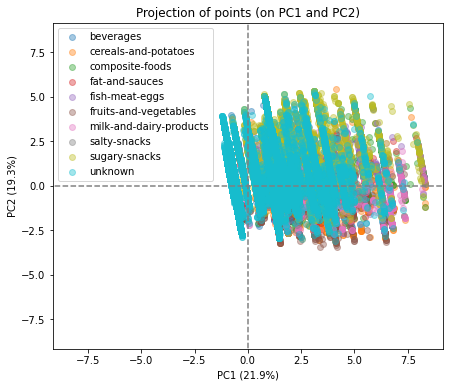 Projection of points (on PC1 and PC2)
beverages
cereals-and-potatoes
composite-foods
fat-and-sauces
fish-meat-eggs
fruits-and-vegetables
milk-and-dairy-products
salty-snacks
sugary-snacks
unknown
7.5
5.0
2.5
0.0
−2.5
−5.0
−7.5
PC2 (19.3%)
−7.5 −5.0 −2.5 0.0 2.5 5.0 7.5
PC1 (21.9%)